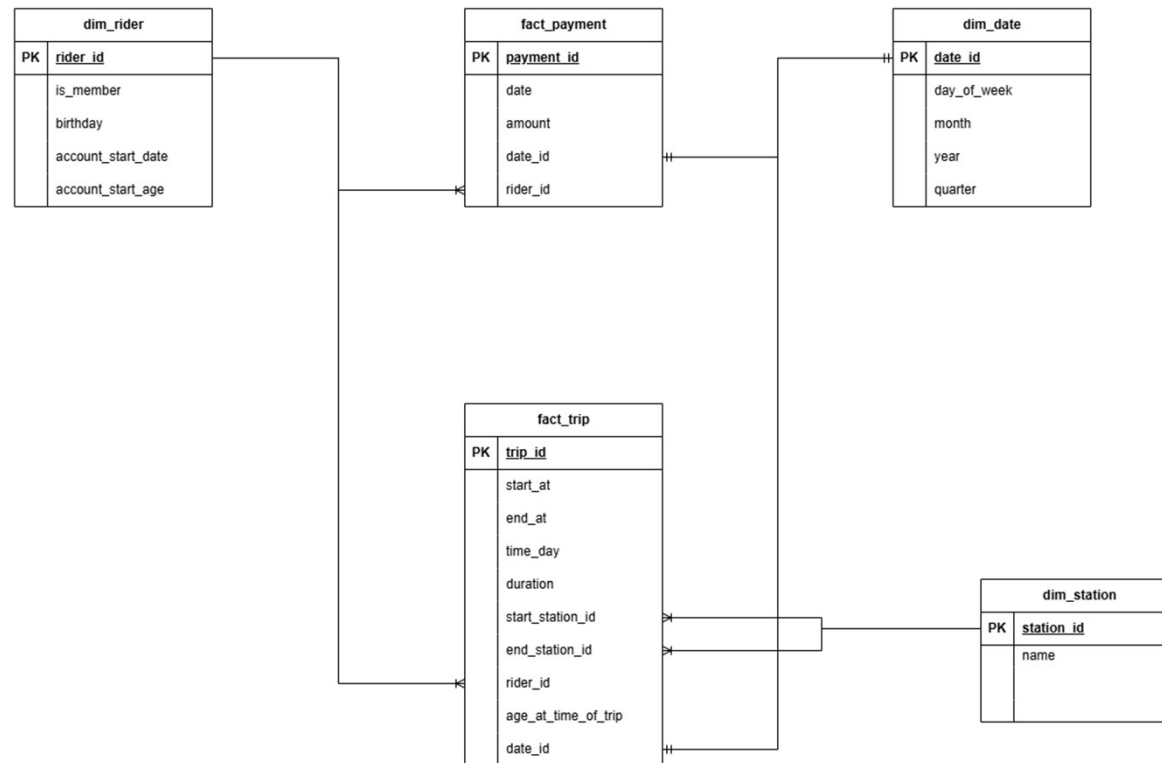 dim_rider
PK rider_id
is_member
birthday
account_start_date
account_start_age
fact_payment
PK payment_id
date
amount
date_id
rider_id
dim_date
PK date_id
day_of_week
month
year
quarter
fact_trip
PK trip_id
start_at
end_at
time_day
duration
start_station_id
end_station_id
rider_id
age_at_time_of_trip
date_id
dim_station
PK station_id
name